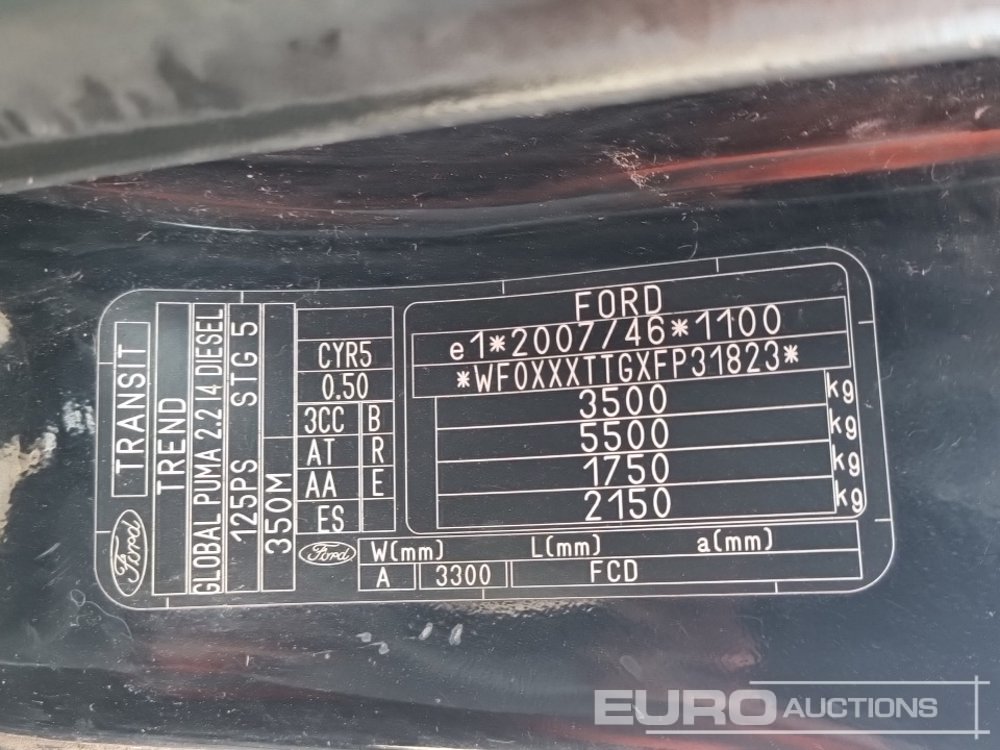 FORD
e1*2007/46*1100
*WF0XXXTTGXFP31823*
3500 kg
5500 kg
1750 kg
2150 kg
TRANSIT
TREND
GLOBAL PUMA 2.2 I4 DIESEL
125PS STG 5
350M
CYR5
0.50
3CC B
AT R
AA E
ES
Ford
Ford
W(mm) L(mm) a(mm)
A 3300 FCD
EURO AUCTIONS